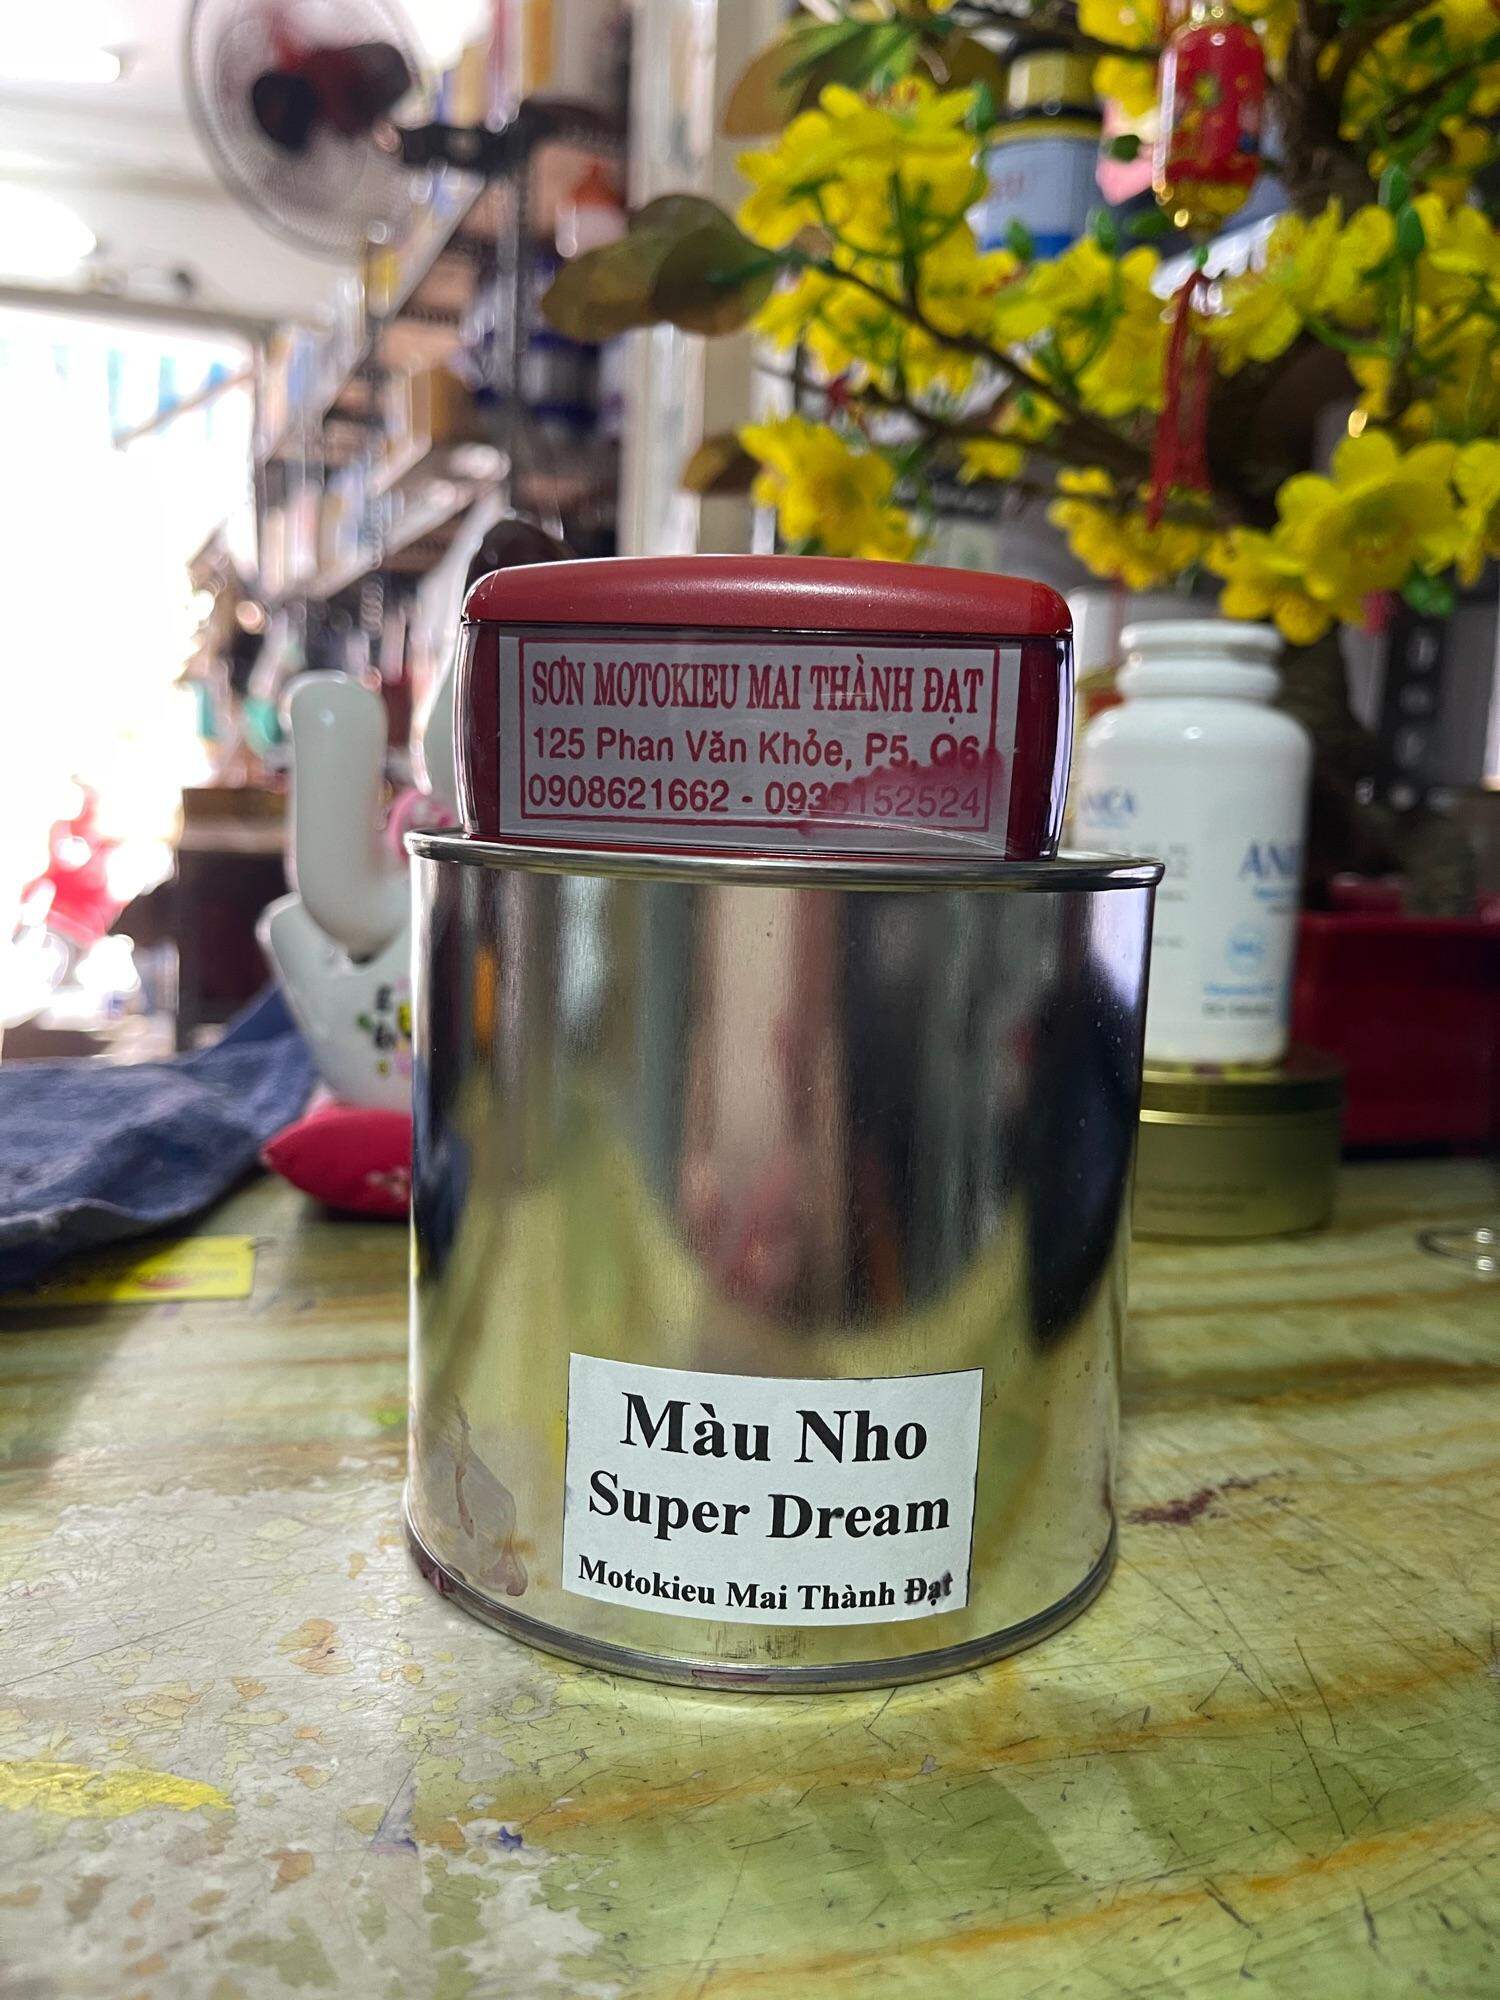 SƠN MOTOKIEU MAI THÀNH ĐẠT
125 Phan Văn Khỏe, P5, Q6
0908621662 - 0935152524
Màu Nho
Super Dream
Motokieu Mai Thành Đạt